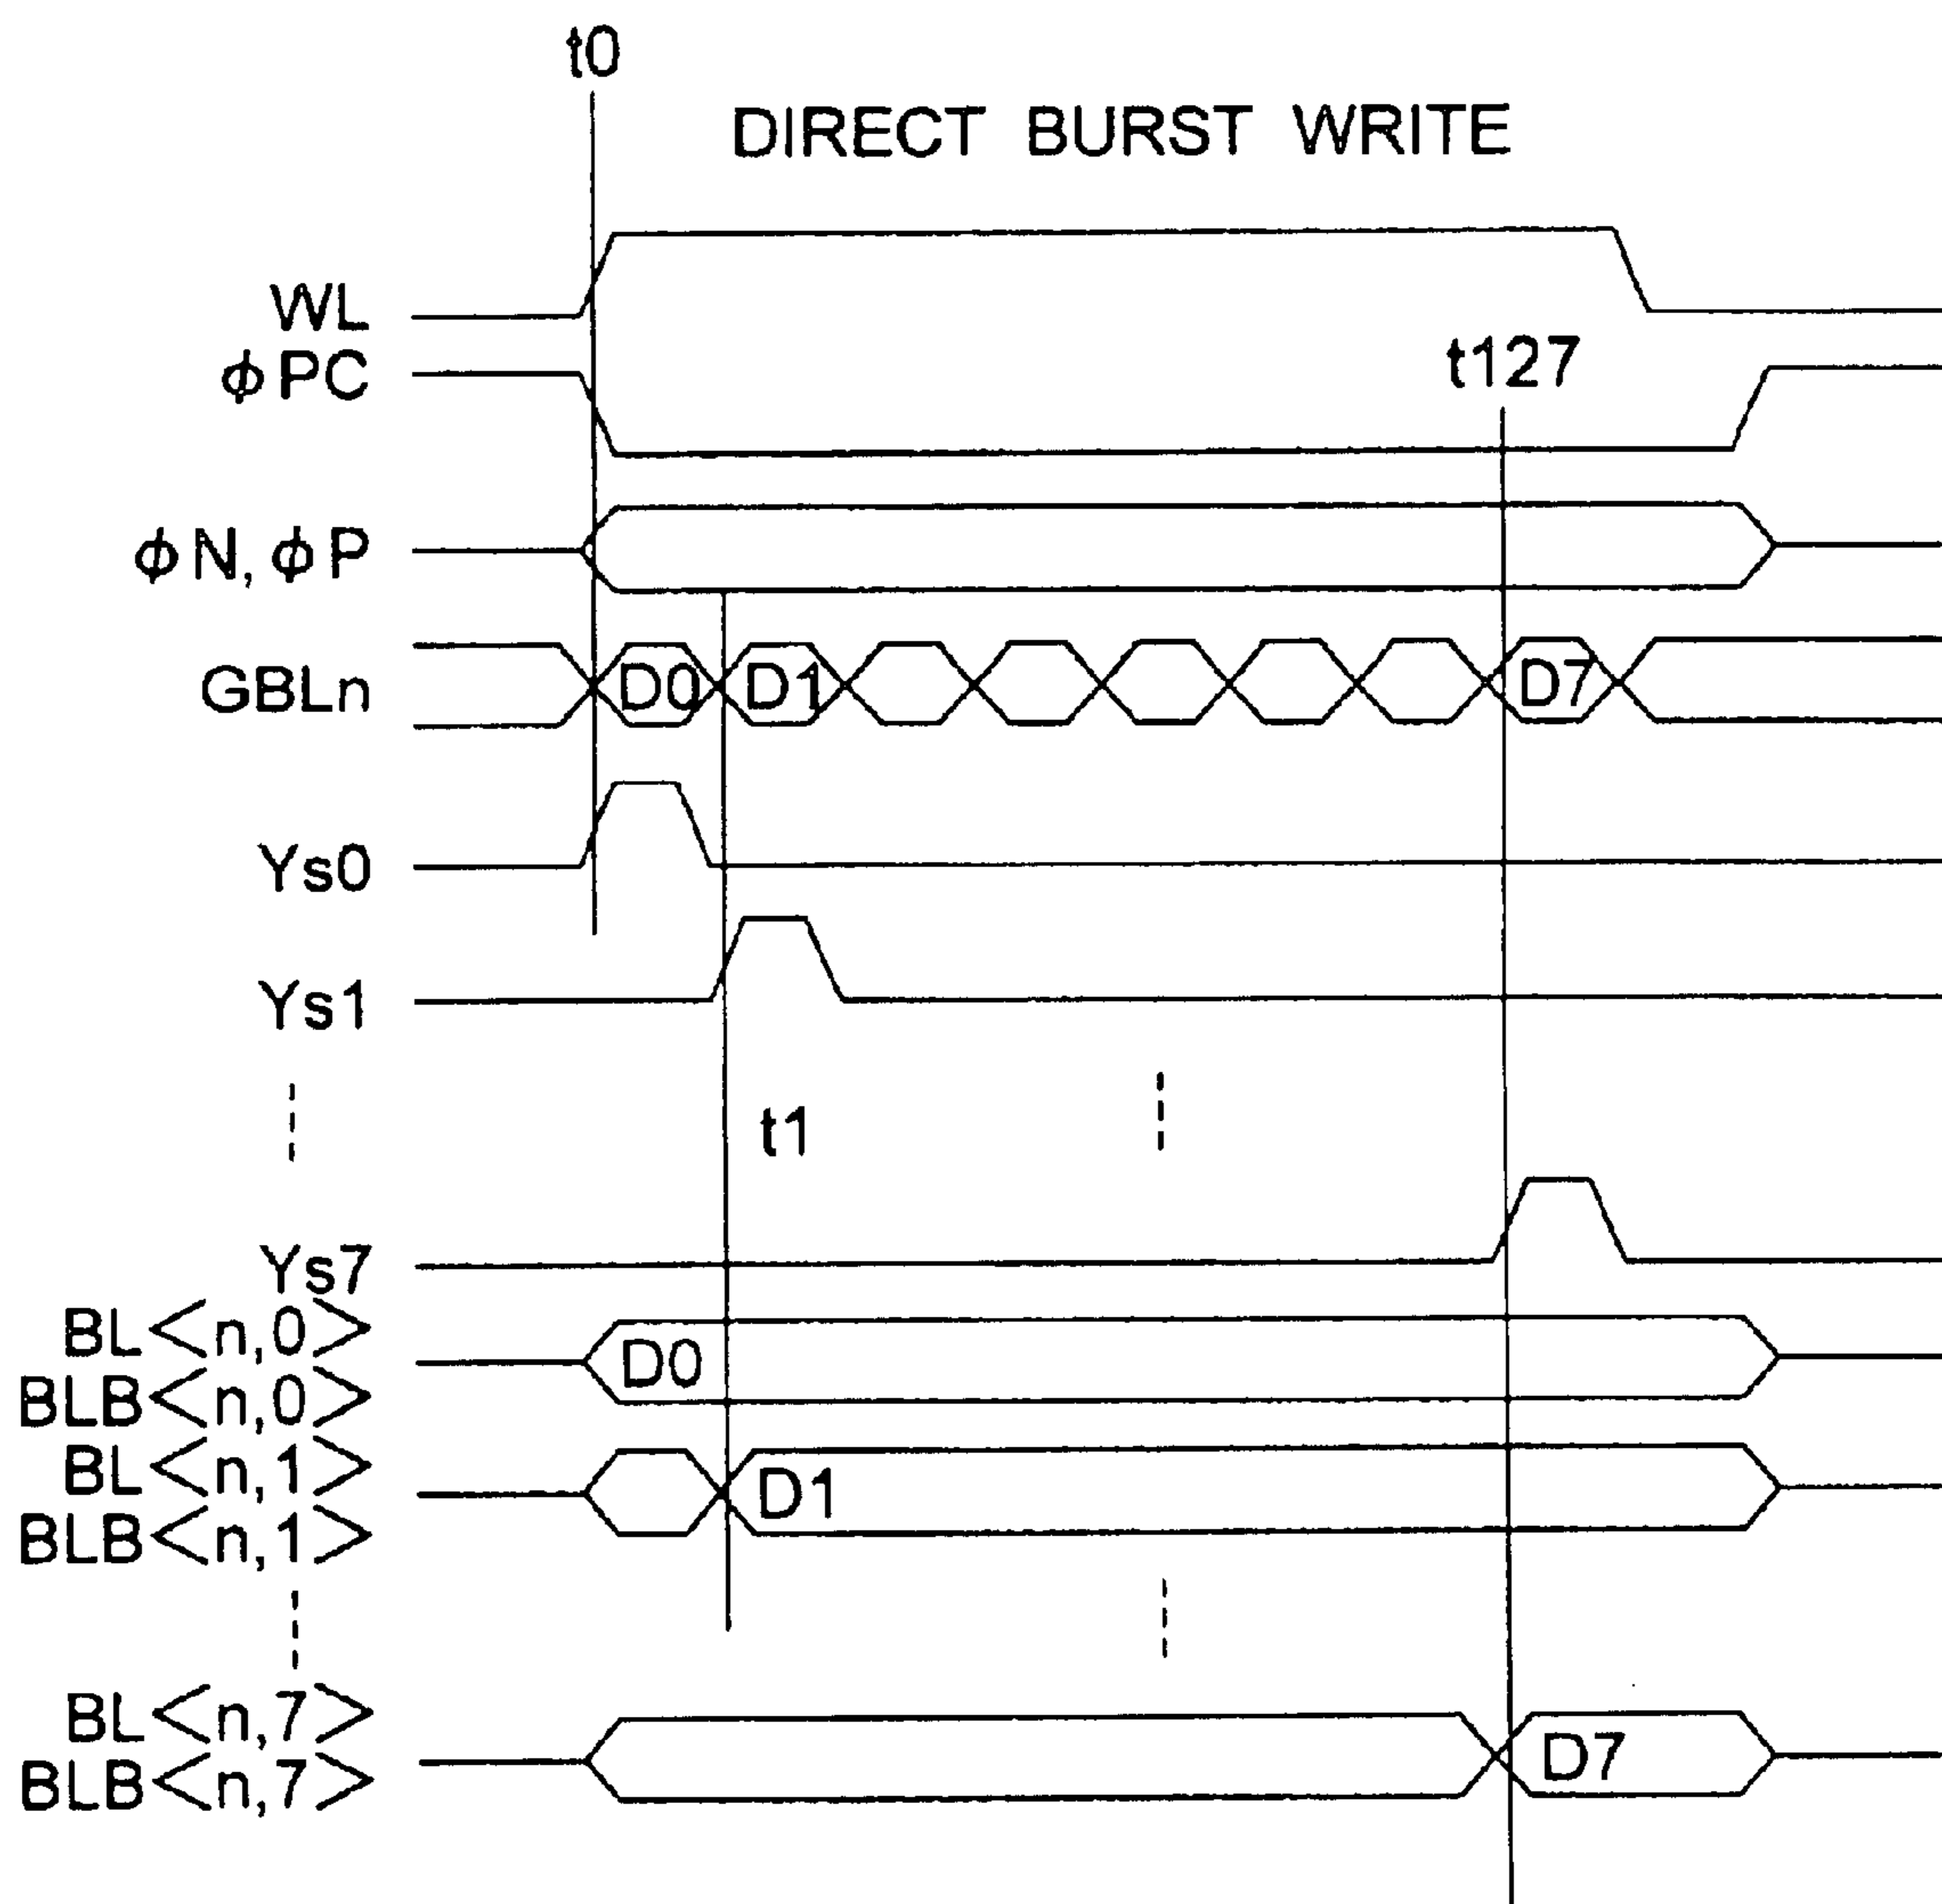 t0
DIRECT BURST WRITE
WL
ϕPC
t127
ϕN, ϕP
GBLn
D0
D1
D7
Ys0
Ys1
t1
Ys7
BL<n,0>
D0
BLB<n,0>
BL<n,1>
D1
BLB<n,1>
BL<n,7>
D7
BLB<n,7>